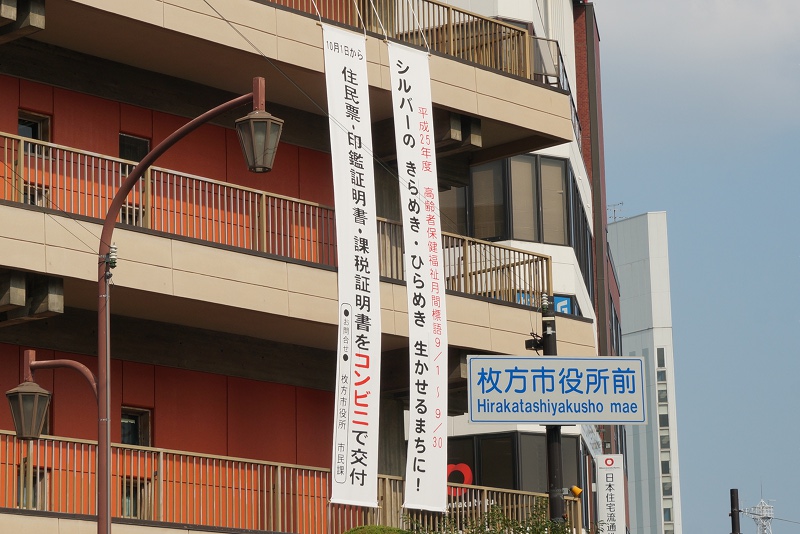 10月1日から
住民票・印鑑証明書・課税証明書をコンビニで交付
●お問合せ● 枚方市役所 市民課
平成25年度 高齢者保健福祉月間標語 9/1～9/30
シルバーの きらめき・ひらめき 生かせるまちに！
枚方市役所前
Hirakatashiyakusho mae
日本住宅流通